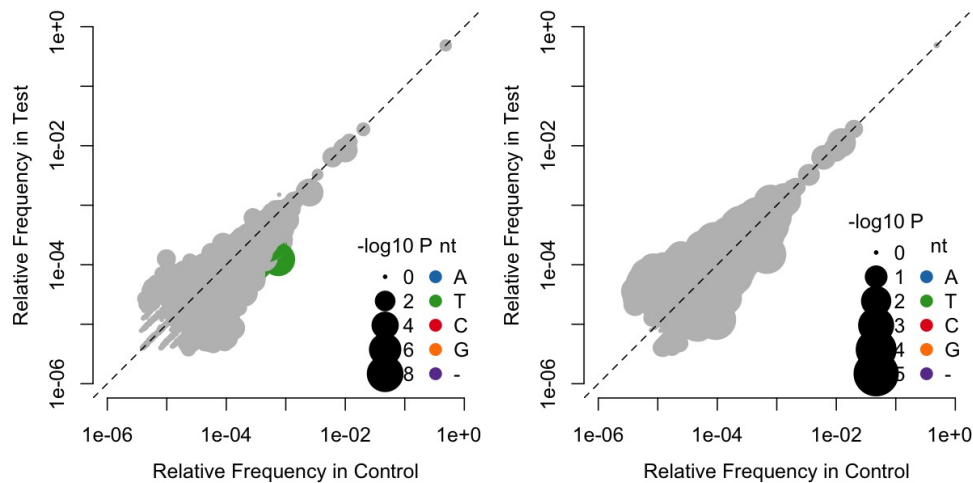 1e+0
1e-02
1e-04
1e-06
Relative Frequency in Test
-log10 P nt
0 A
2 T
4 C
6 G
8 -
1e-06 1e-04 1e-02 1e+0
Relative Frequency in Control
1e+0
1e-02
1e-04
1e-06
Relative Frequency in Test
-log10 P
nt
0
1 A
2 T
3 C
4 G
5 -
1e-06 1e-04 1e-02 1e+0
Relative Frequency in Control